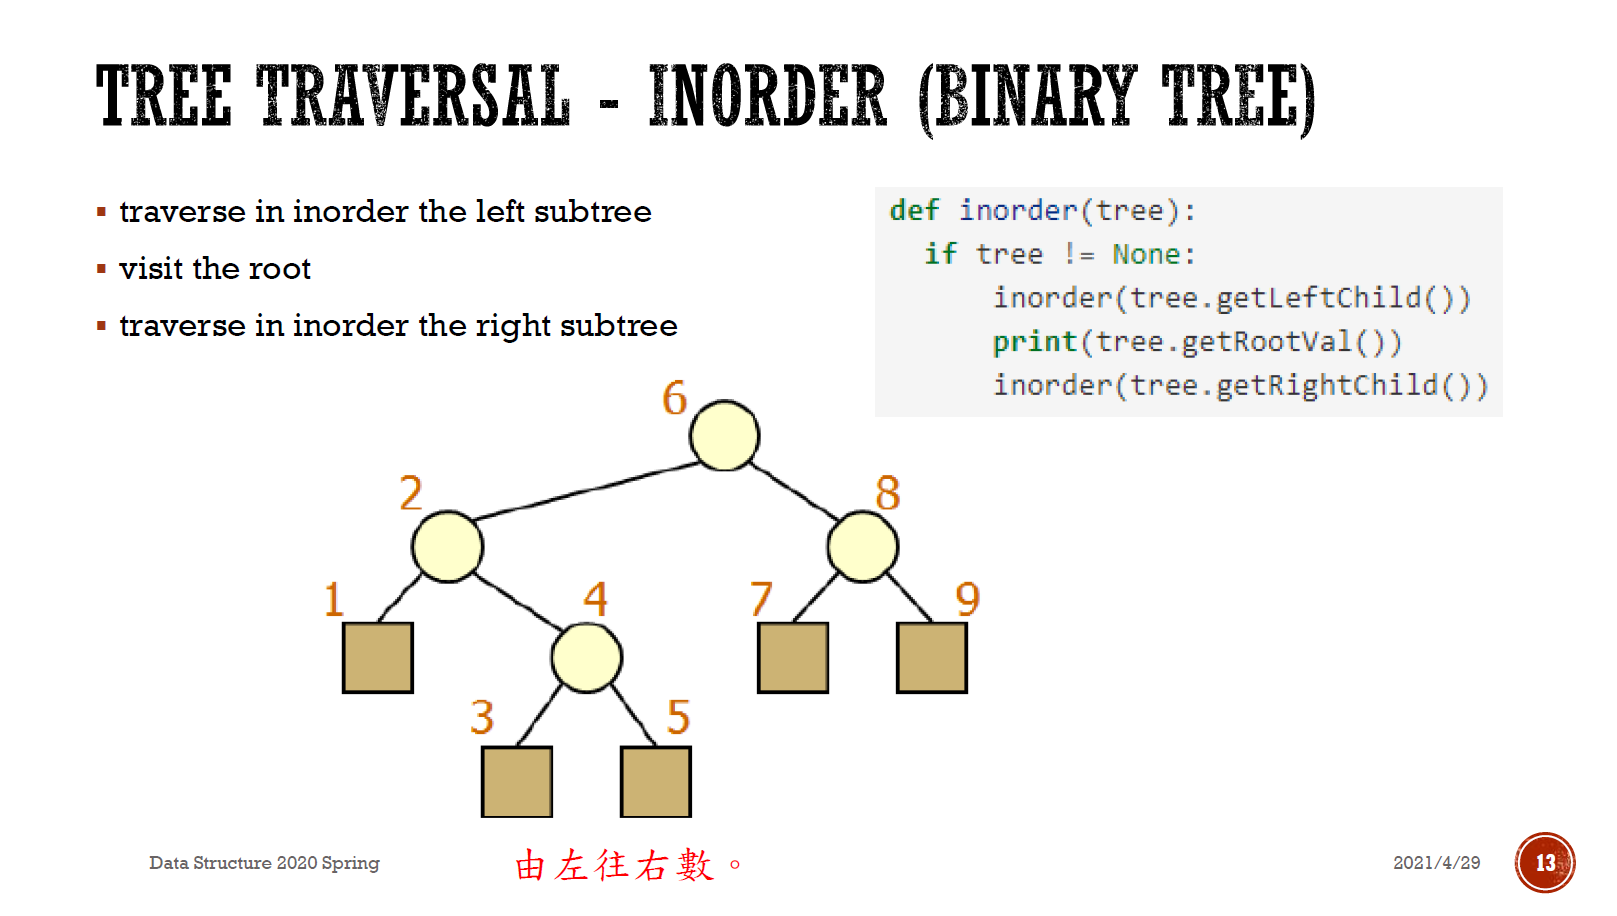 TREE TRAVERSAL - INORDER (BINARY TREE)
▪ traverse in inorder the left subtree
▪ visit the root
▪ traverse in inorder the right subtree
def inorder(tree):
  if tree != None:
      inorder(tree.getLeftChild())
      print(tree.getRootVal())
      inorder(tree.getRightChild())
6
2
8
1
4
7
9
3
5
由左往右數。
Data Structure 2020 Spring
2021/4/29
13